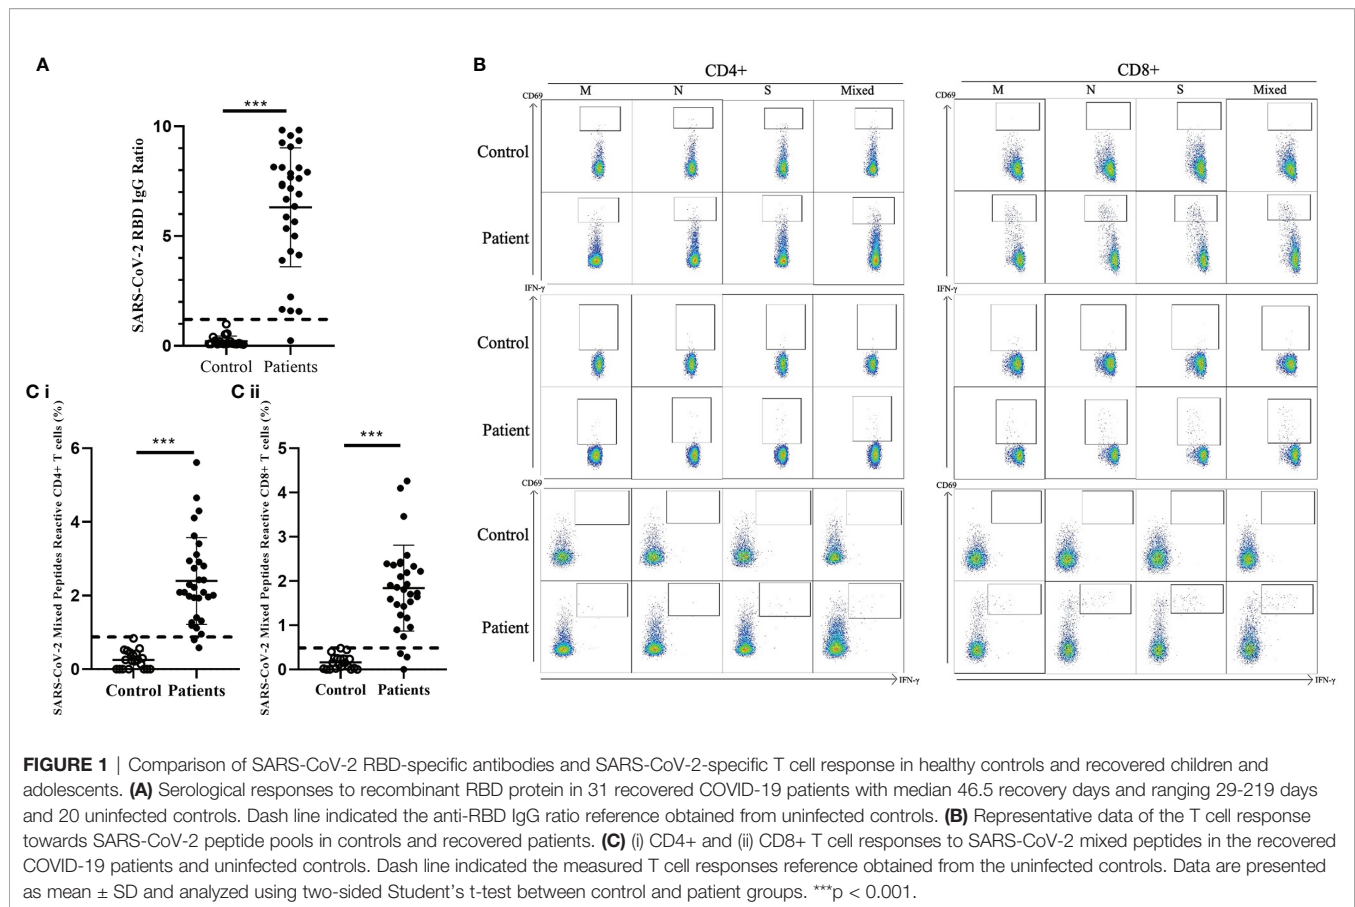 A
***
SARS-CoV-2 RBD IgG Ratio
10
5
0
Control Patients
B
CD4+
CD8+
CD69
M N S Mixed
CD69
M N S Mixed
Control
Patient
IFN-γ
IFN-γ
Control
Patient
CD69
CD69
Control
Patient
IFN-γ
IFN-γ
C i
***
SARS-CoV-2 Mixed Peptides Reactive CD4+ T cells (%)
6
4
2
0
Control Patients
C ii
***
SARS-CoV-2 Mixed Peptides Reactive CD8+ T cells (%)
5
4
3
2
1
0
Control Patients
FIGURE 1 | Comparison of SARS-CoV-2 RBD-specific antibodies and SARS-CoV-2-specific T cell response in healthy controls and recovered children and
adolescents. (A) Serological responses to recombinant RBD protein in 31 recovered COVID-19 patients with median 46.5 recovery days and ranging 29-219 days
and 20 uninfected controls. Dash line indicated the anti-RBD IgG ratio reference obtained from uninfected controls. (B) Representative data of the T cell response
towards SARS-CoV-2 peptide pools in controls and recovered patients. (C) (i) CD4+ and (ii) CD8+ T cell responses to SARS-CoV-2 mixed peptides in the recovered
COVID-19 patients and uninfected controls. Dash line indicated the measured T cell responses reference obtained from the uninfected controls. Data are presented
as mean ± SD and analyzed using two-sided Student's t-test between control and patient groups. ***p < 0.001.